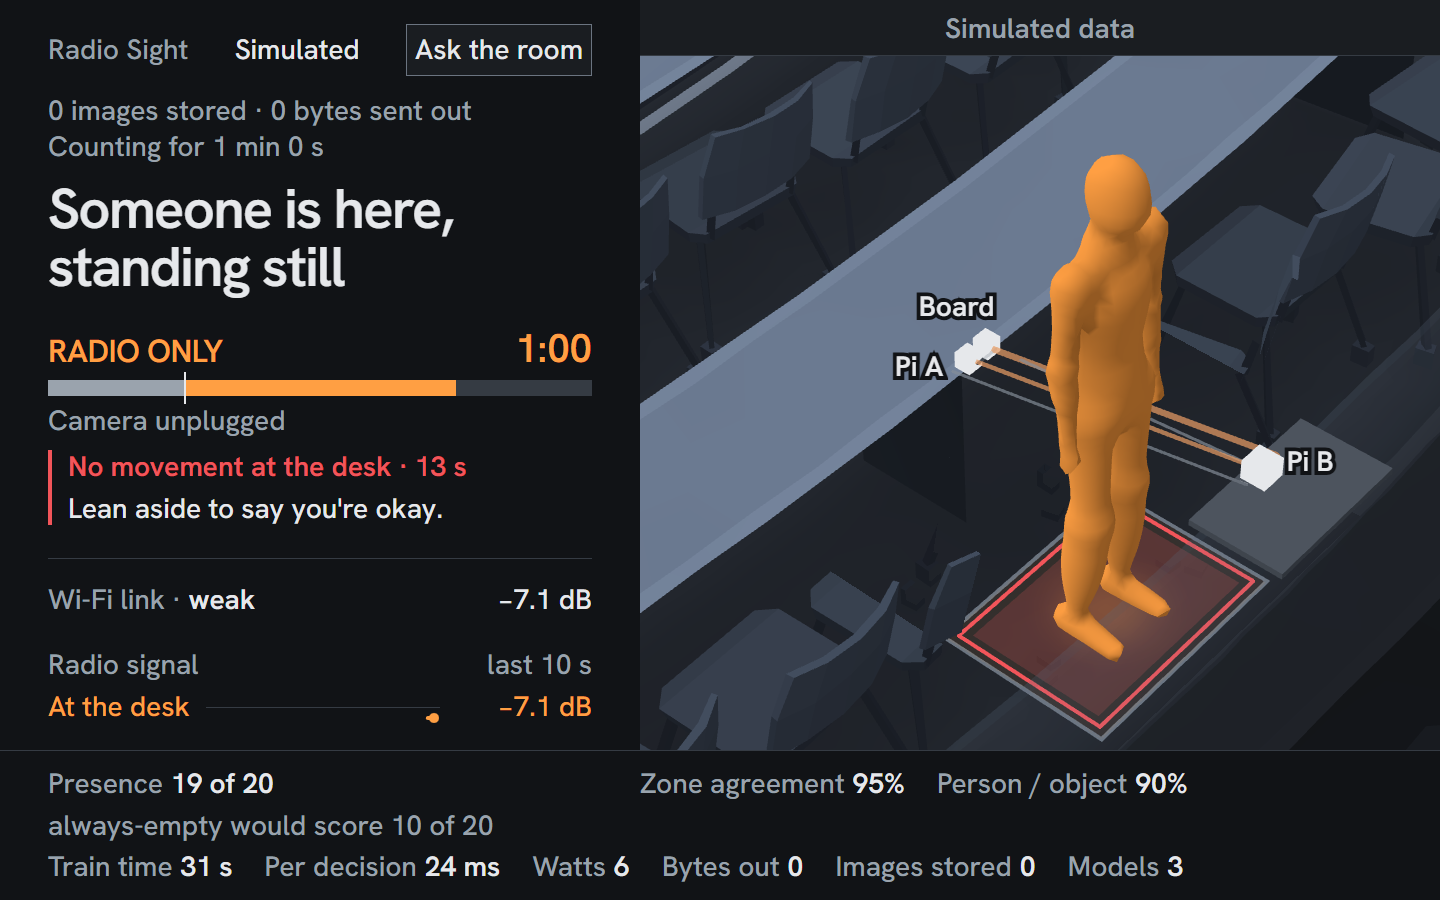 Radio Sight Simulated Ask the room
0 images stored · 0 bytes sent out
Counting for 1 min 0 s
Someone is here,
standing still
RADIO ONLY 1:00
Camera unplugged
No movement at the desk · 13 s
Lean aside to say you're okay.
Wi-Fi link · weak −7.1 dB
Radio signal last 10 s
At the desk −7.1 dB
Simulated data
Board
Pi A
Pi B
Presence 19 of 20
always-empty would score 10 of 20
Zone agreement 95% Person / object 90%
Train time 31 s Per decision 24 ms Watts 6 Bytes out 0 Images stored 0 Models 3